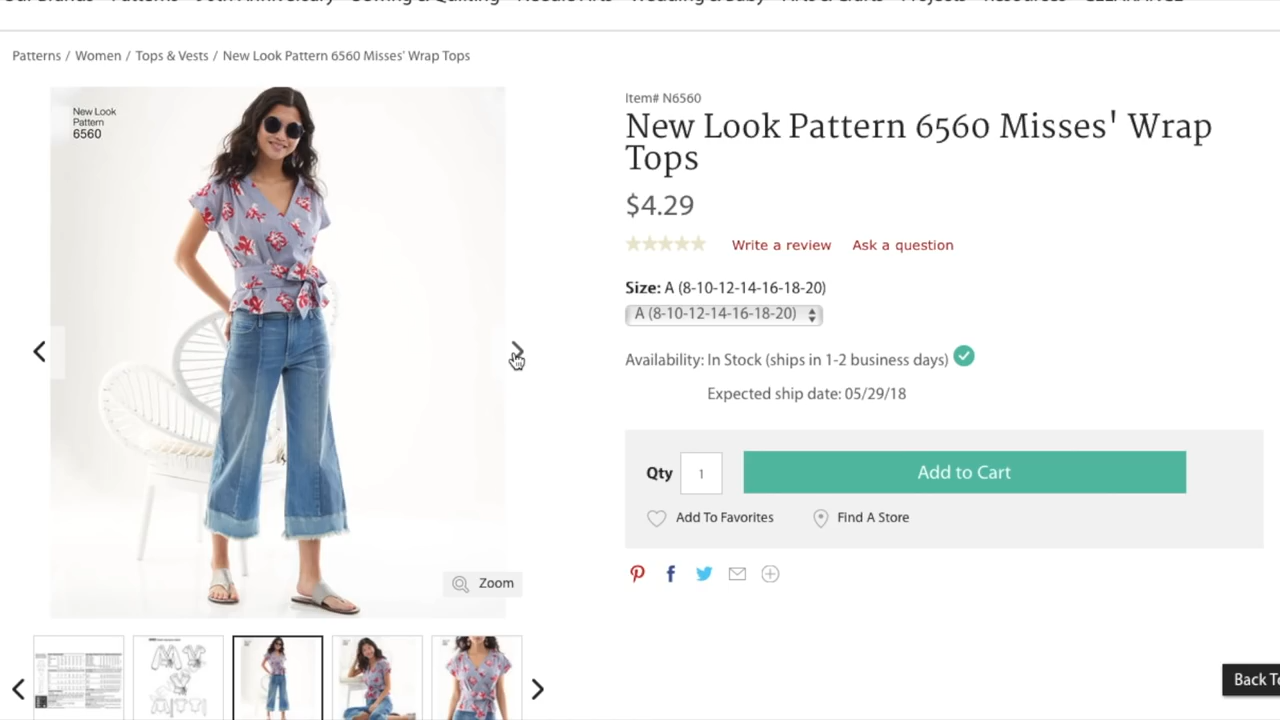 Patterns / Women / Tops & Vests / New Look Pattern 6560 Misses' Wrap Tops
New Look
Pattern
6560
Item# N6560
New Look Pattern 6560 Misses' Wrap
Tops
$4.29
Write a review Ask a question
Size: A (8-10-12-14-16-18-20)
A (8-10-12-14-16-18-20)
Availability: In Stock (ships in 1-2 business days)
Expected ship date: 05/29/18
Qty 1 Add to Cart
Add To Favorites Find A Store
Zoom
Back To